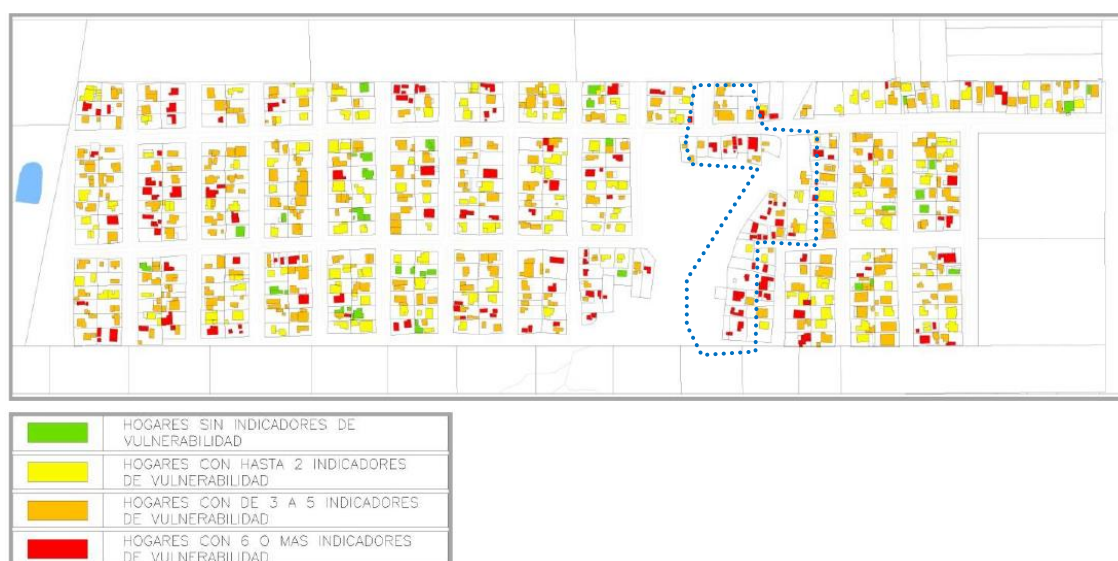 HOGARES SIN INDICADORES DE
VULNERABILIDAD
HOGARES CON HASTA 2 INDICADORES
DE VULNERABILIDAD
HOGARES CON DE 3 A 5 INDICADORES
DE VULNERABILIDAD
HOGARES CON 6 O MAS INDICADORES
DE VULNERABILIDAD